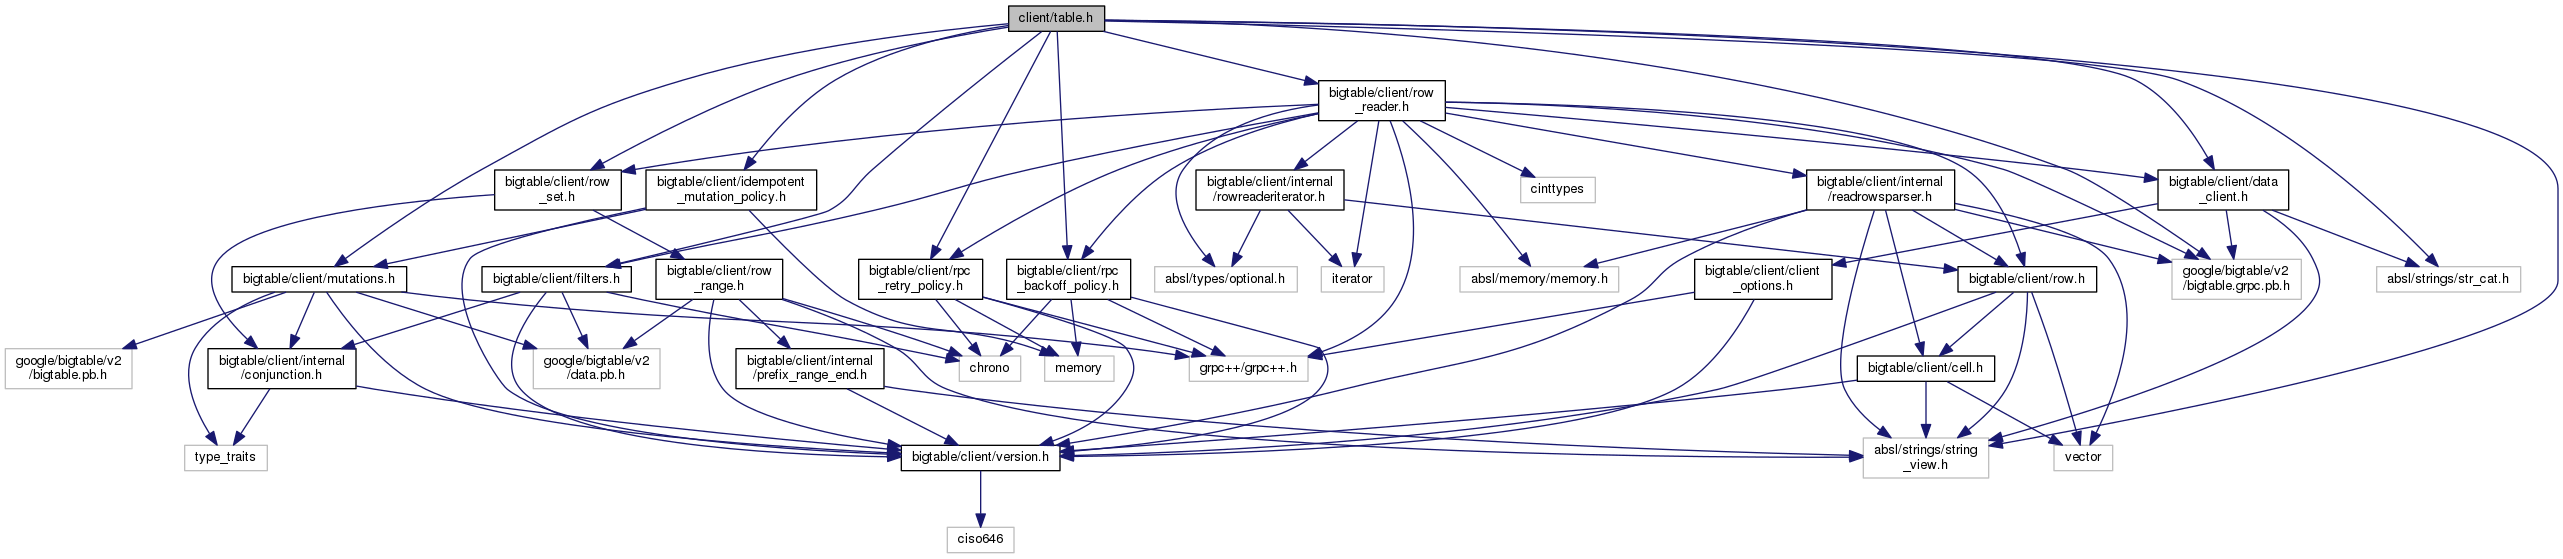 client/table.h
bigtable/client/row
_reader.h
bigtable/client/row
_set.h
bigtable/client/idempotent
_mutation_policy.h
bigtable/client/internal
/rowreaderiterator.h
cinttypes
bigtable/client/internal
/readrowsparser.h
bigtable/client/data
_client.h
bigtable/client/mutations.h
bigtable/client/filters.h
bigtable/client/row
_range.h
bigtable/client/rpc
_retry_policy.h
bigtable/client/rpc
_backoff_policy.h
absl/types/optional.h
iterator
absl/memory/memory.h
bigtable/client/client
_options.h
bigtable/client/row.h
google/bigtable/v2
/bigtable.grpc.pb.h
absl/strings/str_cat.h
google/bigtable/v2
/bigtable.pb.h
bigtable/client/internal
/conjunction.h
google/bigtable/v2
/data.pb.h
bigtable/client/internal
/prefix_range_end.h
chrono
memory
grpc++/grpc++.h
bigtable/client/cell.h
type_traits
bigtable/client/version.h
absl/strings/string
_view.h
vector
ciso646